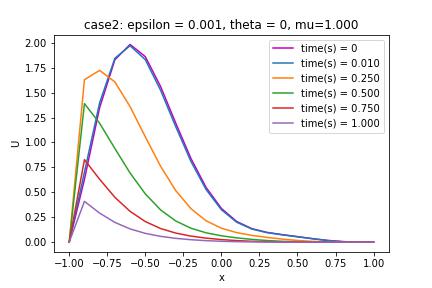 case2: epsilon = 0.001, theta = 0, mu=1.000
2.00
1.75
1.50
1.25
1.00
0.75
0.50
0.25
0.00
U
time(s) = 0
time(s) = 0.010
time(s) = 0.250
time(s) = 0.500
time(s) = 0.750
time(s) = 1.000
−1.00 −0.75 −0.50 −0.25 0.00 0.25 0.50 0.75 1.00
x